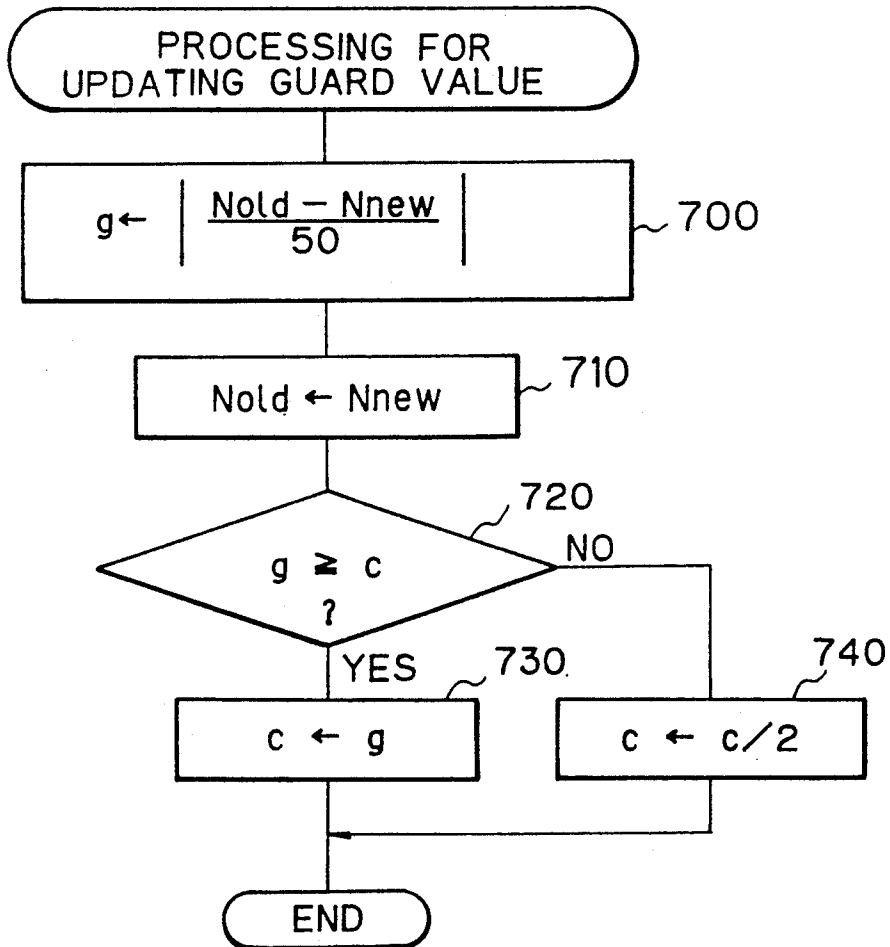 PROCESSING FOR
UPDATING GUARD VALUE
g← | Nold − Nnew / 50 |
700
Nold ← Nnew
710
720
g ≧ c
?
NO
YES
730
740
c ← g
c ← c/2
END